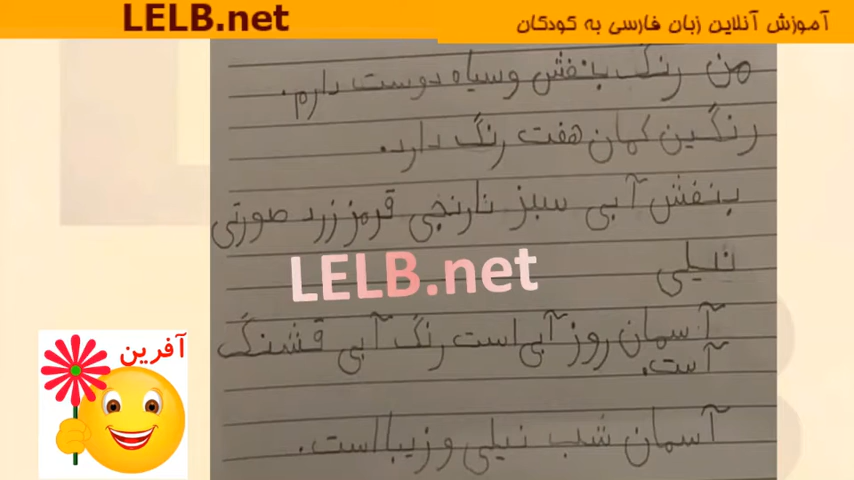 LELB.net
آموزش آنلاین زبان فارسی به کودکان
من رنگ بنفش و سیاه دوست دارم.
رنگین کمان هفت رنگ دارد.
بنفش آبی سبز نارنجی قرمز زرد صورتی
نیلی
LELB.net
آسمان روز آبی است رنگ آبی قشنگ
آست.
آسمان شب نیلی و زیبا است.
آفرین